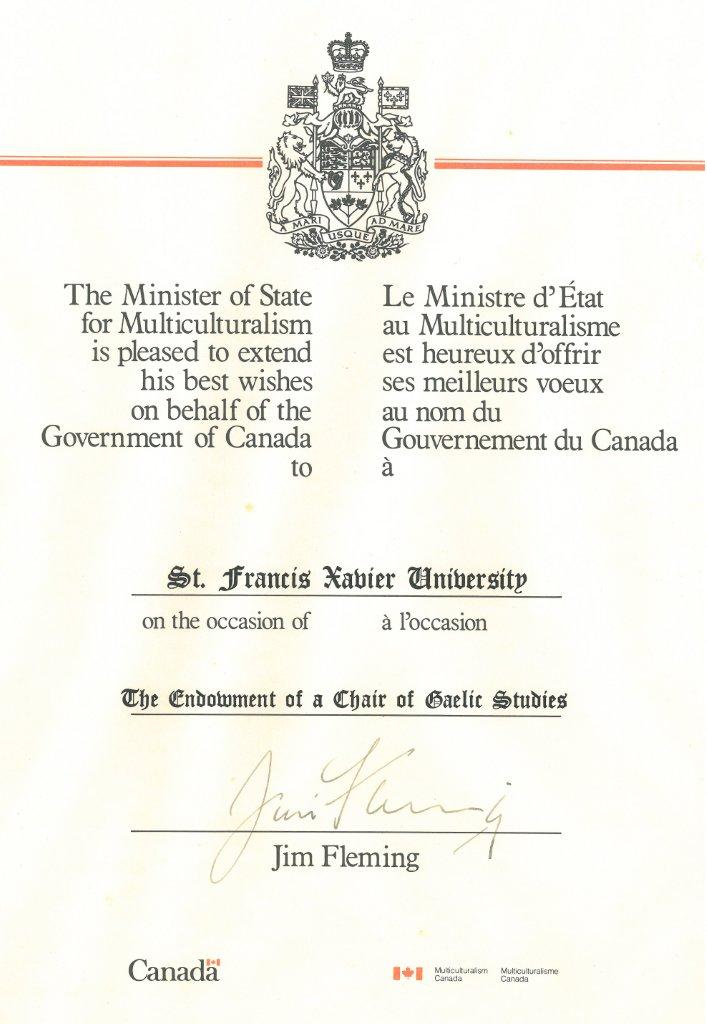 A MARI USQUE AD MARE
The Minister of State
for Multiculturalism
is pleased to extend
his best wishes
on behalf of the
Government of Canada
to
Le Ministre d'État
au Multiculturalisme
est heureux d'offrir
ses meilleurs voeux
au nom du
Gouvernement du Canada
à
St. Francis Xavier University
on the occasion of
à l'occasion
The Endowment of a Chair of Gaelic Studies
Jim Fleming
Jim Fleming
Canada
Multiculturalism
Canada
Multiculturalisme
Canada